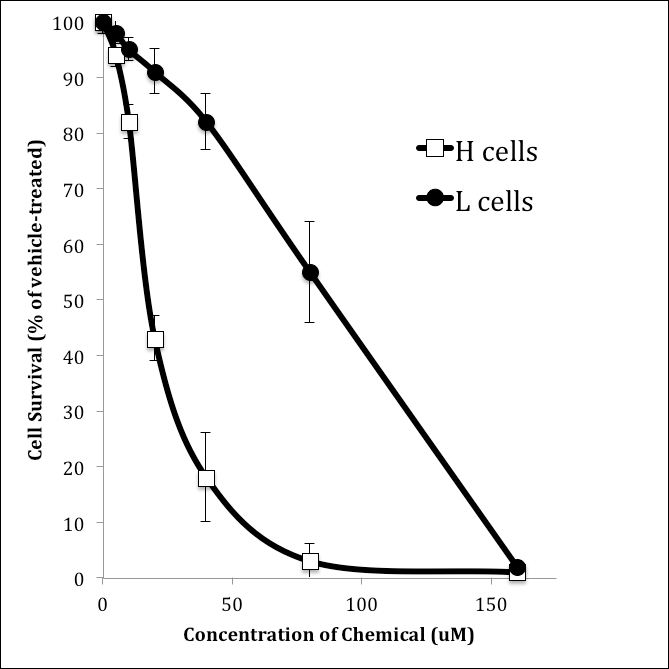 Cell Survival (% of vehicle-treated)
100
90
80
70
60
50
40
30
20
10
0
H cells
L cells
0 50 100 150
Concentration of Chemical (uM)